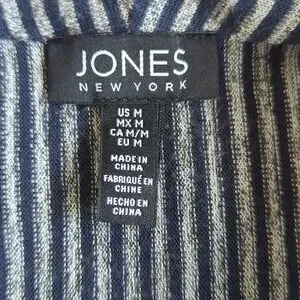 JONES
NEW YORK
US M
MX M
CA M/M
EU M
MADE IN
CHINA
FABRIQUÉ EN
CHINE
HECHO EN
CHINA